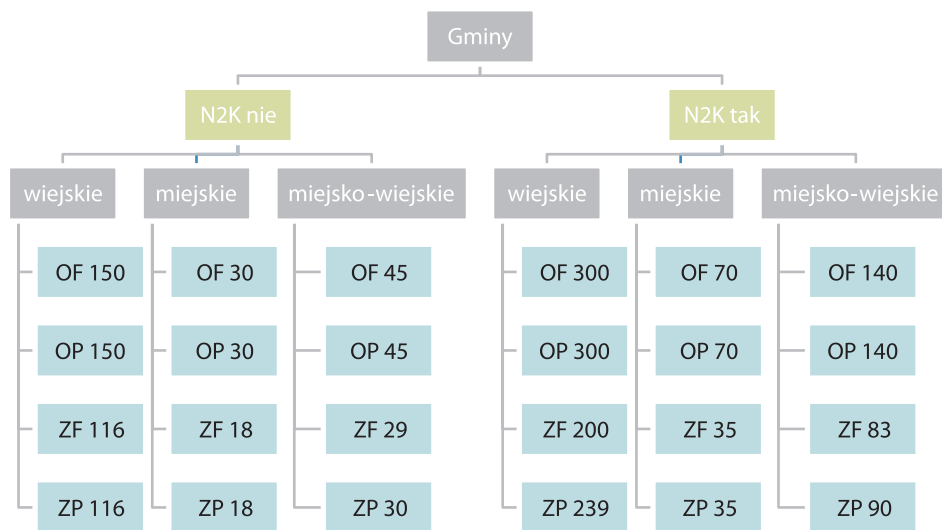 Gminy
N2K nie
N2K tak
wiejskie
miejskie
miejsko-wiejskie
wiejskie
miejskie
miejsko-wiejskie
OF 150
OF 30
OF 45
OF 300
OF 70
OF 140
OP 150
OP 30
OP 45
OP 300
OP 70
OP 140
ZF 116
ZF 18
ZF 29
ZF 200
ZF 35
ZF 83
ZP 116
ZP 18
ZP 30
ZP 239
ZP 35
ZP 90